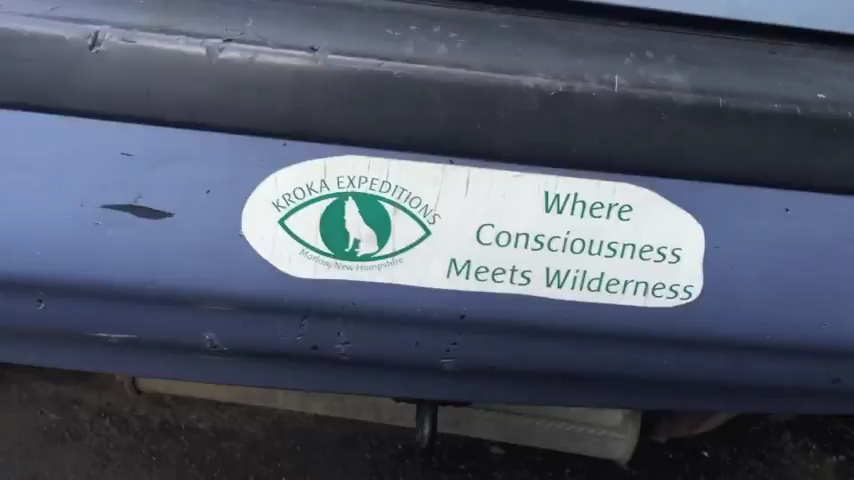 KROKA EXPEDITIONS
Marlow, New Hampshire
Where
Consciousness
Meets Wilderness